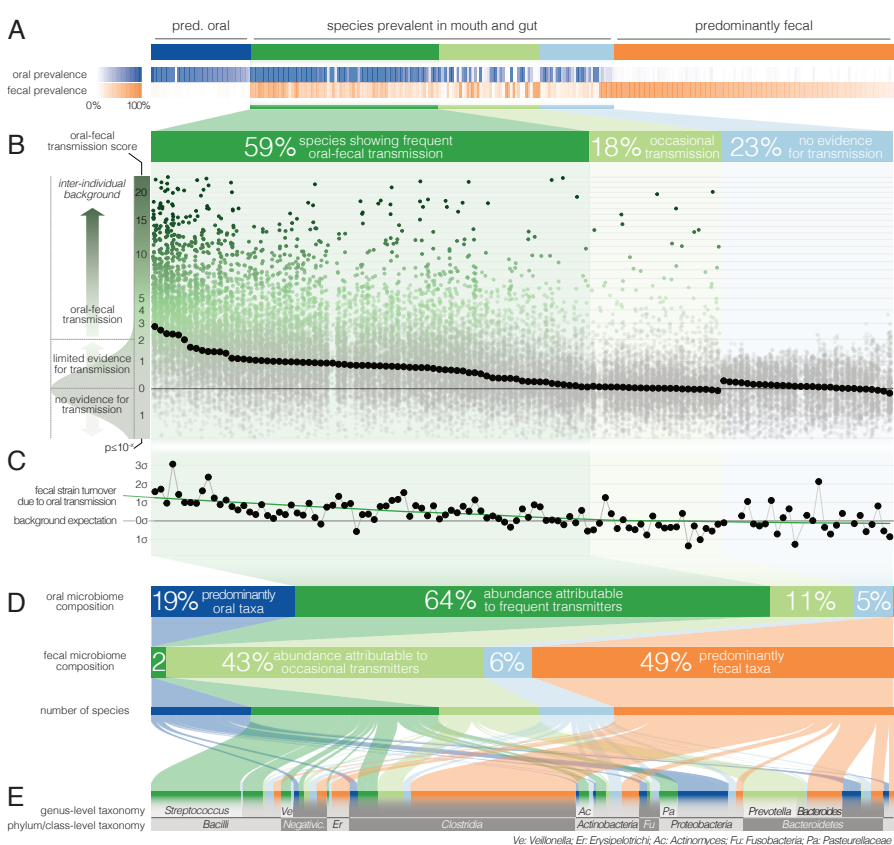 A
pred. oral
species prevalent in mouth and gut
predominantly fecal
oral prevalence
fecal prevalence
0%
100%
B
oral-fecal
transmission score
59% species showing frequent
oral-fecal transmission
18% occasional
transmission
23% no evidence
for transmission
inter-individual
background
oral-fecal
transmission
limited evidence
for transmission
no evidence for
transmission
20
15
10
5
4
3
2
1
0
1
p≤10⁻ˣ
C
fecal strain turnover
due to oral transmission
background expectation
3σ
2σ
1σ
0σ
1σ
D
oral microbiome
composition
19% predominantly
oral taxa
64% abundance attributable
to frequent transmitters
11%
5%
fecal microbiome
composition
2
43% abundance attributable to
occasional transmitters
6%
49% predominantly
fecal taxa
number of species
E
genus-level taxonomy
Streptococcus
Ve
Ac
Pa
Prevotella
Bacteroides
phylum/class-level taxonomy
Bacilli
Negativic.
Er
Clostridia
Actinobacteria
Fu
Proteobacteria
Bacteroidetes
Ve: Veillonella; Er: Erysipelotrichi; Ac: Actinomyces; Fu: Fusobacteria; Pa: Pasteurellaceae